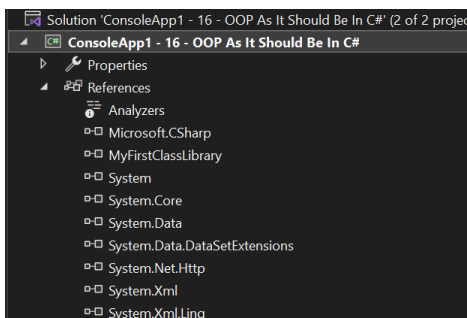 Solution 'ConsoleApp1 - 16 - OOP As It Should Be In C#' (2 of 2 projec
C# ConsoleApp1 - 16 - OOP As It Should Be In C#
Properties
References
Analyzers
Microsoft.CSharp
MyFirstClassLibrary
System
System.Core
System.Data
System.Data.DataSetExtensions
System.Net.Http
System.Xml
System.Xml.Linq